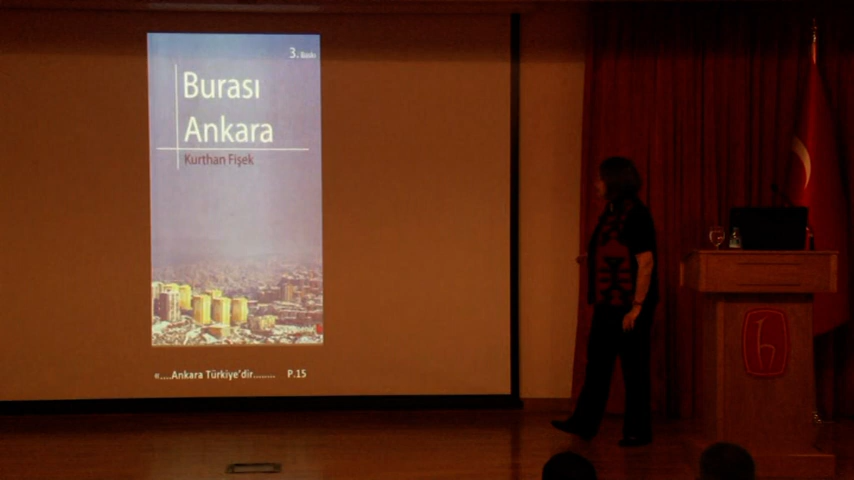 3. Baskı
Burası
Ankara
Kurthan Fişek
«....Ankara Türkiye'dir........ P.15